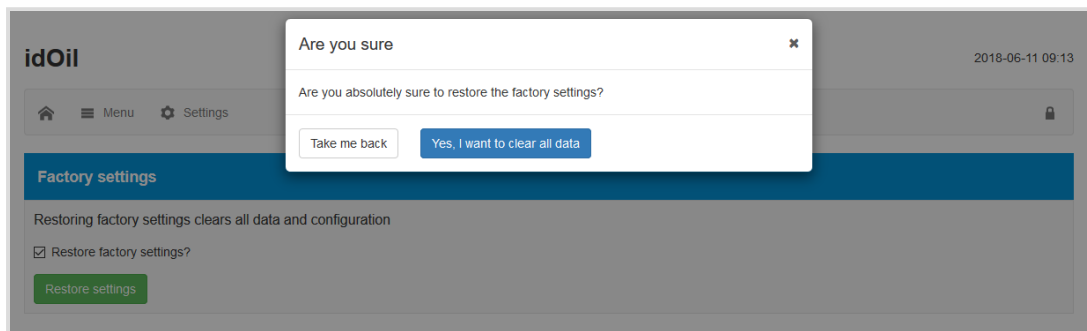 Are you sure
Are you absolutely sure to restore the factory settings?
Take me back
Yes, I want to clear all data
idOil
2018-06-11 09:13
Menu
Settings
Factory settings
Restoring factory settings clears all data and configuration
Restore factory settings?
Restore settings